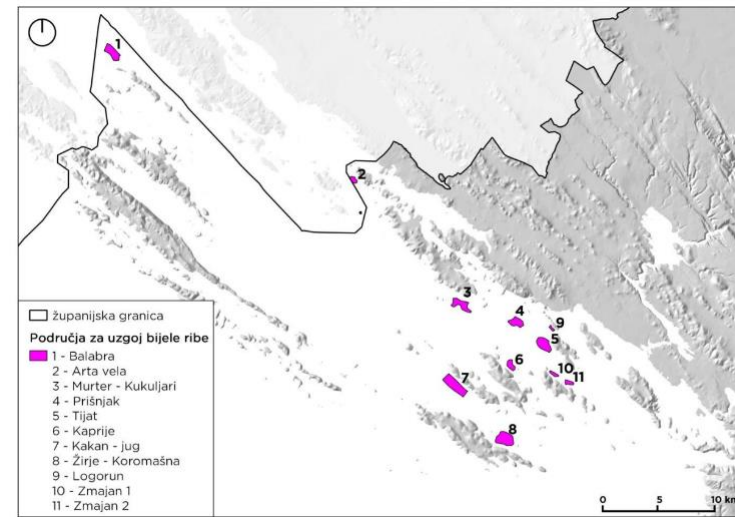 1
2
3
4
9
5
6
10
11
7
8
županijska granica
Područja za uzgoj bijele ribe
1 - Balabra
2 - Arta vela
3 - Murter - Kukuljari
4 - Prišnjak
5 - Tijat
6 - Kaprije
7 - Kakan - jug
8 - Žirje - Koromašna
9 - Logorun
10 - Zmajan 1
11 - Zmajan 2
0 5 10 km